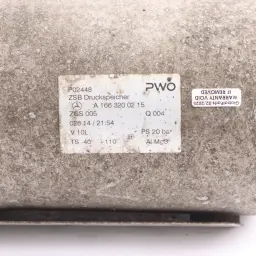 P02448
PWO
ZSB Druckspeicher
A 166 320 02 15
ZGS 005 Q 004
028 14 / 21:54
V 10L PS 20 bar
TS -40 +110
WARRANTY VOID
IF REMOVED